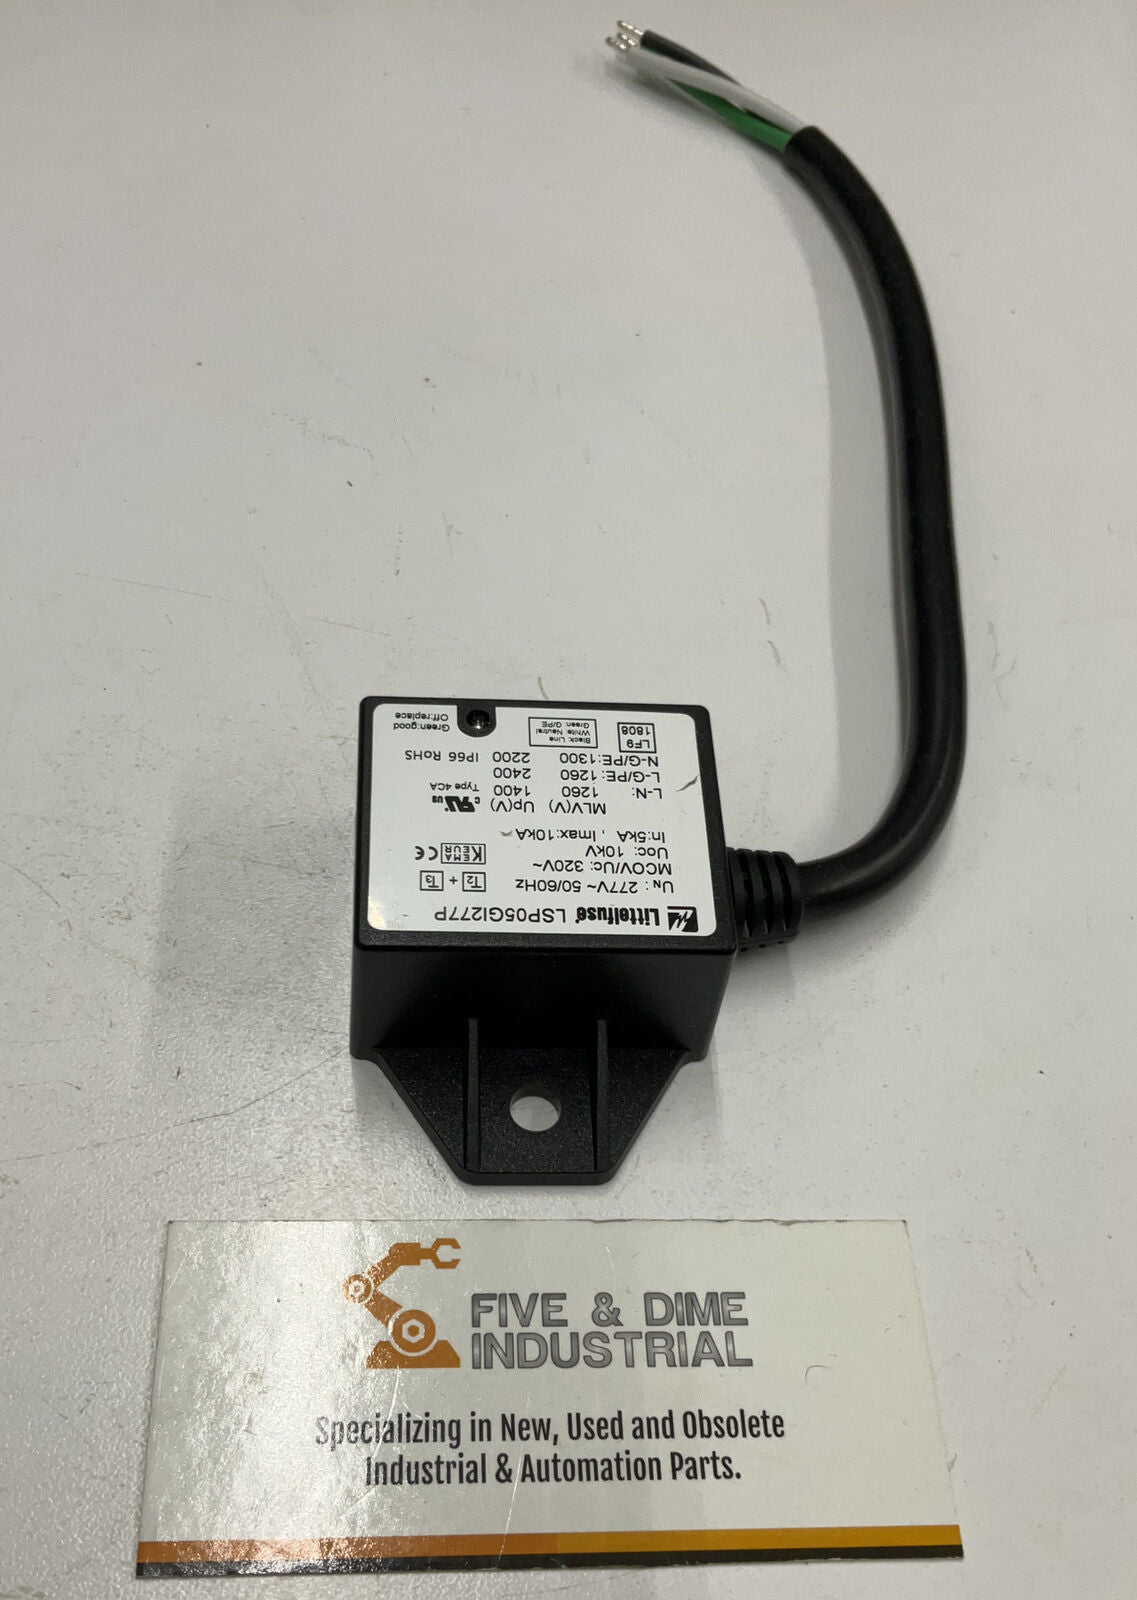 Littelfuse® LSP05GI277P
UN : 277V~ 50/60Hz
T2 + T3
MCOV/Uc: 320V~
Uoc: 10kV
KEMA
KEUR
CE
In:5kA , Imax:10kA
MLV(V) Up(V)
c UL us
L-N: 1260 1400
Type 4CA
L-G/PE:1260 2400
N-G/PE:1300 2200 IP66 RoHS
LF9
1808
Black: Line
White: Neutral
Green: G/PE
Green:good
Off:replace
FIVE & DIME
INDUSTRIAL
Specializing in New, Used and Obsolete
Industrial & Automation Parts.